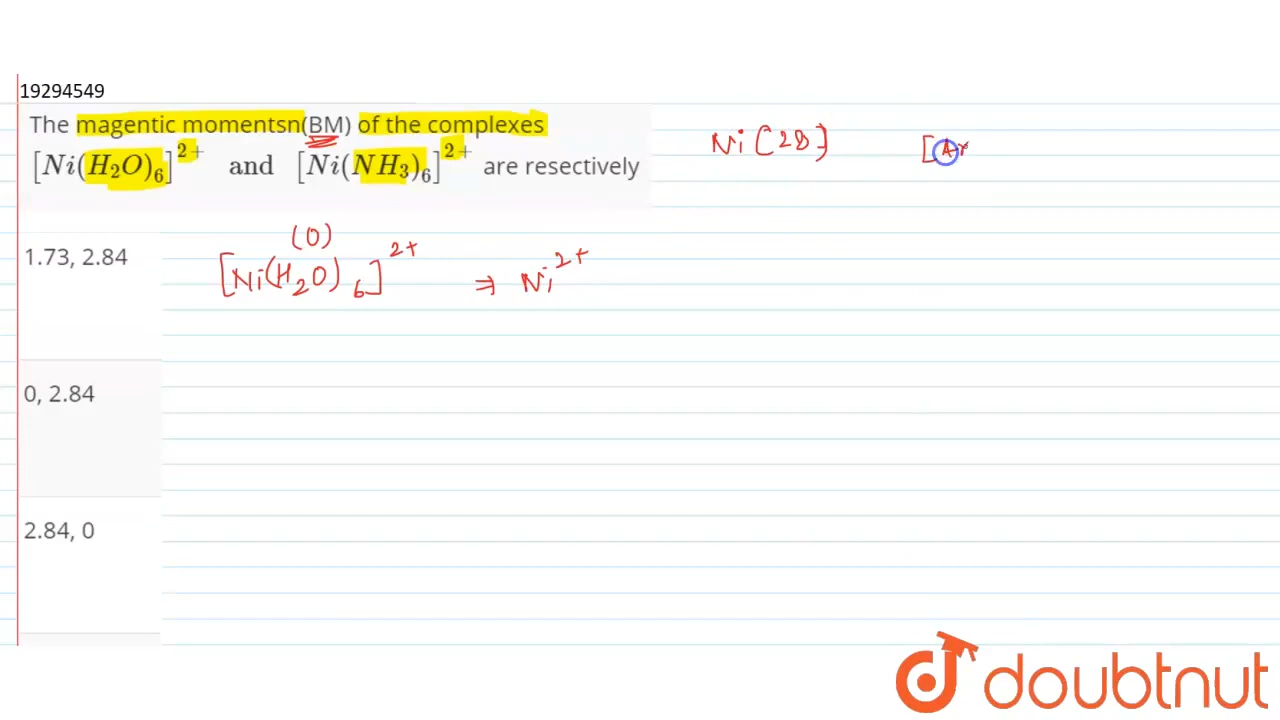 19294549
The magentic momentsn(BM) of the complexes
[Ni(H₂O)₆]²⁺ and [Ni(NH₃)₆]²⁺ are resectively
Ni [28] [Ar
1.73, 2.84
(0)
[Ni(H₂O)₆]²⁺ ⇒ Ni²⁺
0, 2.84
2.84, 0
doubtnut